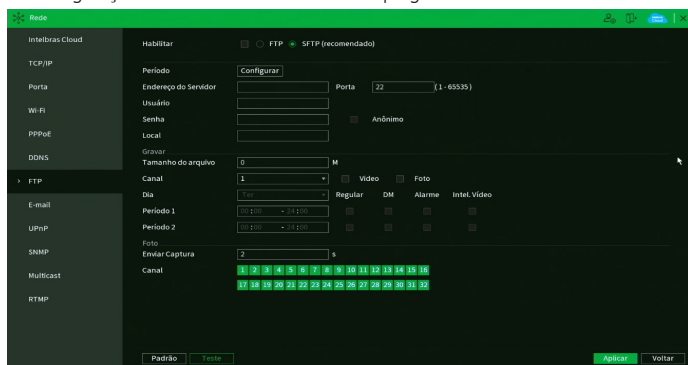 Rede
Intelbras Cloud
TCP/IP
Porta
Wi-Fi
PPPoE
DDNS
FTP
E-mail
UPnP
SNMP
Multicast
RTMP
Habilitar FTP SFTP (recomendado)
Período Configurar
Endereço do Servidor Porta 22 (1 - 65535)
Usuário
Senha Anônimo
Local
Gravar
Tamanho do arquivo 0 M
Canal 1 Video Foto
Dia Ter Regular DM Alarme Intel. Vídeo
Período 1 00:00 - 24:00
Período 2 00:00 - 24:00
Foto
Enviar Captura 2 s
Canal 1 2 3 4 5 6 7 8 9 10 11 12 13 14 15 16
17 18 19 20 21 22 23 24 25 26 27 28 29 30 31 32
Padrão Teste Aplicar Voltar